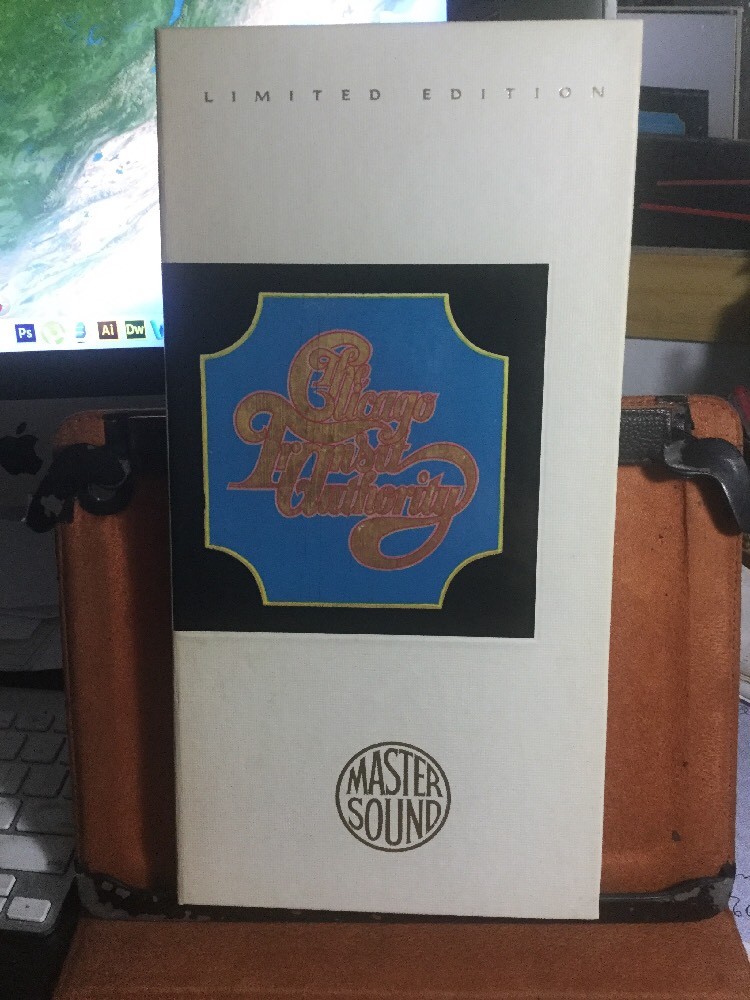 LIMITED EDITION
Chicago
Transit
Authority
MASTER
SOUND
Ps
Ai
Dw